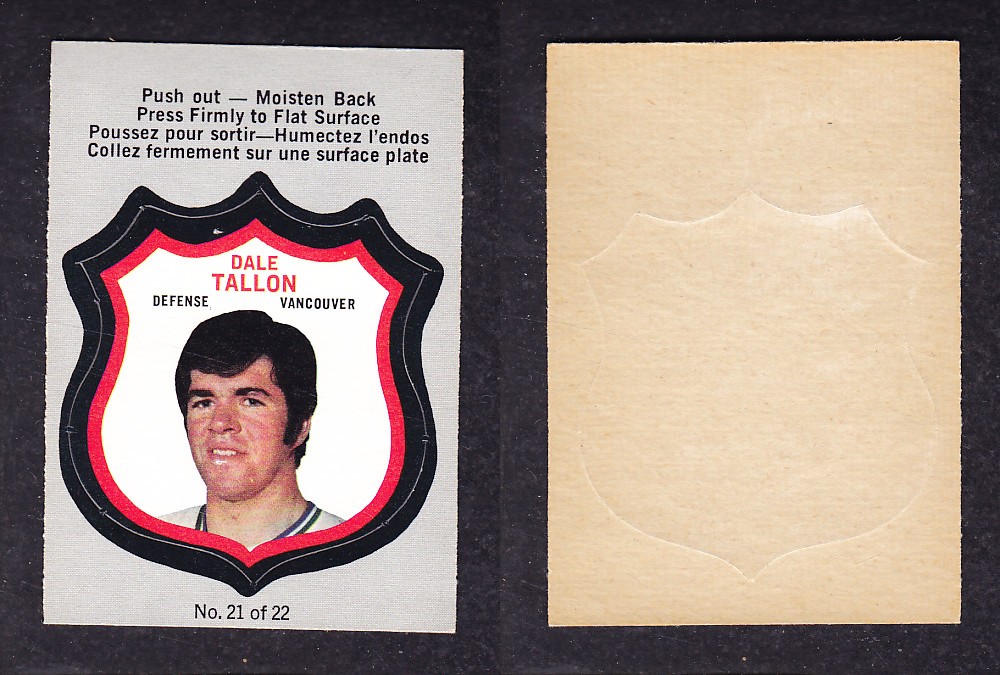 Push out — Moisten Back
Press Firmly to Flat Surface
Poussez pour sortir—Humectez l'endos
Collez fermement sur une surface plate
DALE
TALLON
DEFENSE VANCOUVER
No. 21 of 22